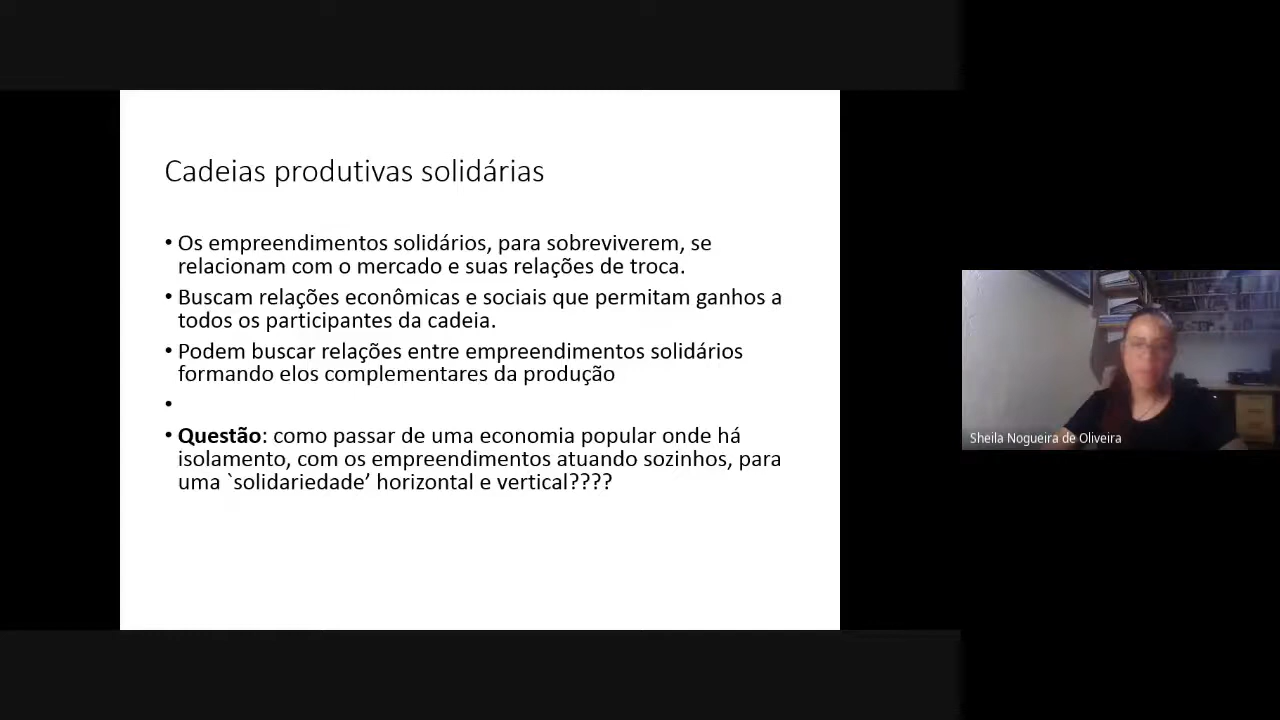 Cadeias produtivas solidárias
• Os empreendimentos solidários, para sobreviverem, se
relacionam com o mercado e suas relações de troca.
• Buscam relações econômicas e sociais que permitam ganhos a
todos os participantes da cadeia.
• Podem buscar relações entre empreendimentos solidários
formando elos complementares da produção
•
• Questão: como passar de uma economia popular onde há
isolamento, com os empreendimentos atuando sozinhos, para
uma `solidariedade’ horizontal e vertical????
Sheila Nogueira de Oliveira